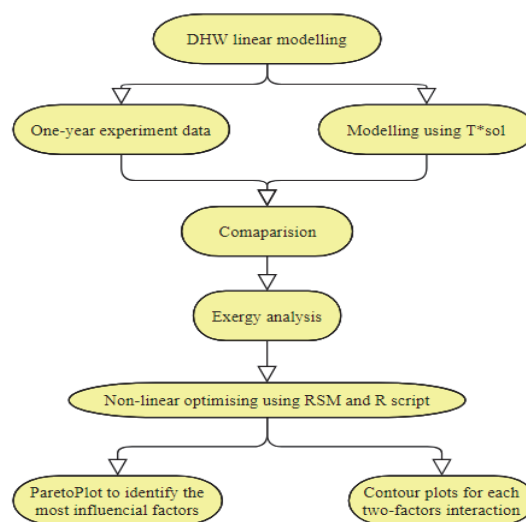 DHW linear modelling
One-year experiment data
Modelling using T*sol
Comaparision
Exergy analysis
Non-linear optimising using RSM and R script
ParetoPlot to identify the
most influencial factors
Contour plots for each
two-factors interaction